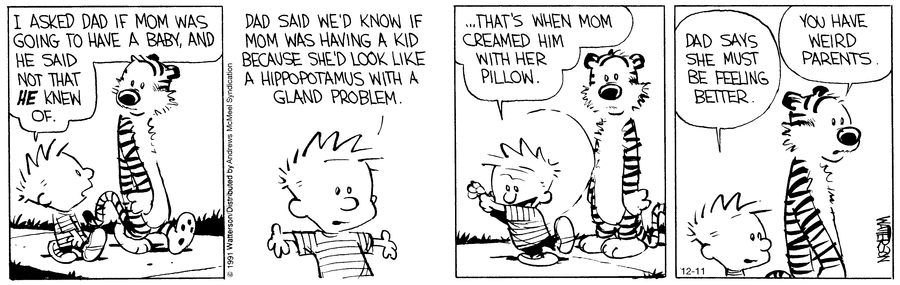 I ASKED DAD IF MOM WAS
GOING TO HAVE A BABY, AND
HE SAID
NOT THAT
HE KNEW
OF.
© 1991 Watterson/Distributed by Andrews McMeel Syndication
DAD SAID WE'D KNOW IF
MOM WAS HAVING A KID
BECAUSE SHE'D LOOK LIKE
A HIPPOPOTAMUS WITH A
GLAND PROBLEM.
...THAT'S WHEN MOM
CREAMED HIM
WITH HER
PILLOW.
DAD SAYS
SHE MUST
BE FEELING
BETTER.
YOU HAVE
WEIRD
PARENTS.
12-11
WATTERSON